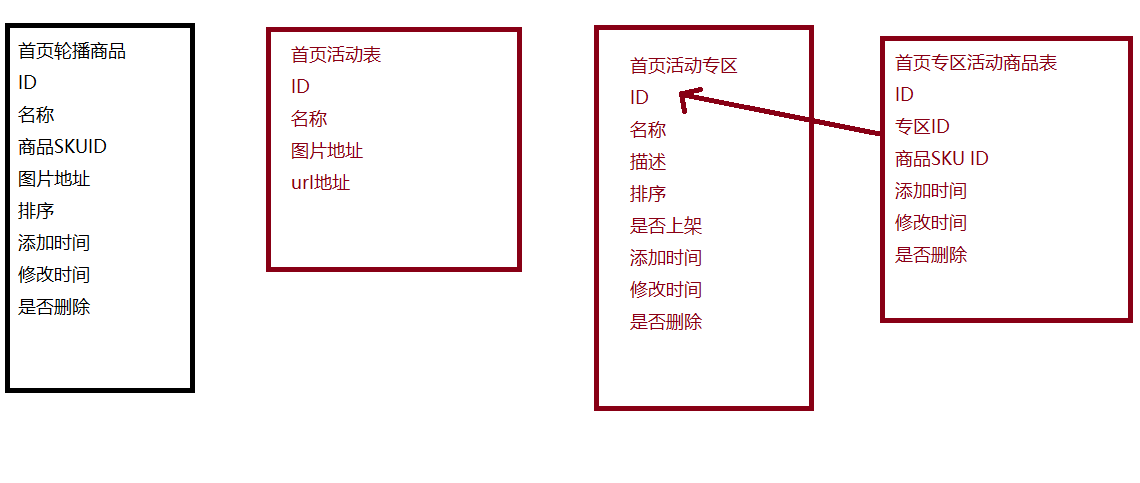 首页轮播商品
ID
名称
商品SKUID
图片地址
排序
添加时间
修改时间
是否删除
首页活动表
ID
名称
图片地址
url地址
首页活动专区
ID
名称
描述
排序
是否上架
添加时间
修改时间
是否删除
首页专区活动商品表
ID
专区ID
商品SKU ID
添加时间
修改时间
是否删除